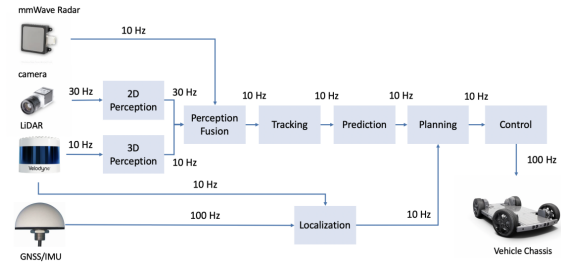 mmWave Radar
10 Hz
camera
30 Hz
2D
Perception
30 Hz
LiDAR
10 Hz
3D
Perception
10 Hz
Velodyne
Perception
Fusion
10 Hz
Tracking
10 Hz
Prediction
10 Hz
Planning
10 Hz
Control
100 Hz
10 Hz
100 Hz
Localization
10 Hz
GNSS/IMU
Vehicle Chassis